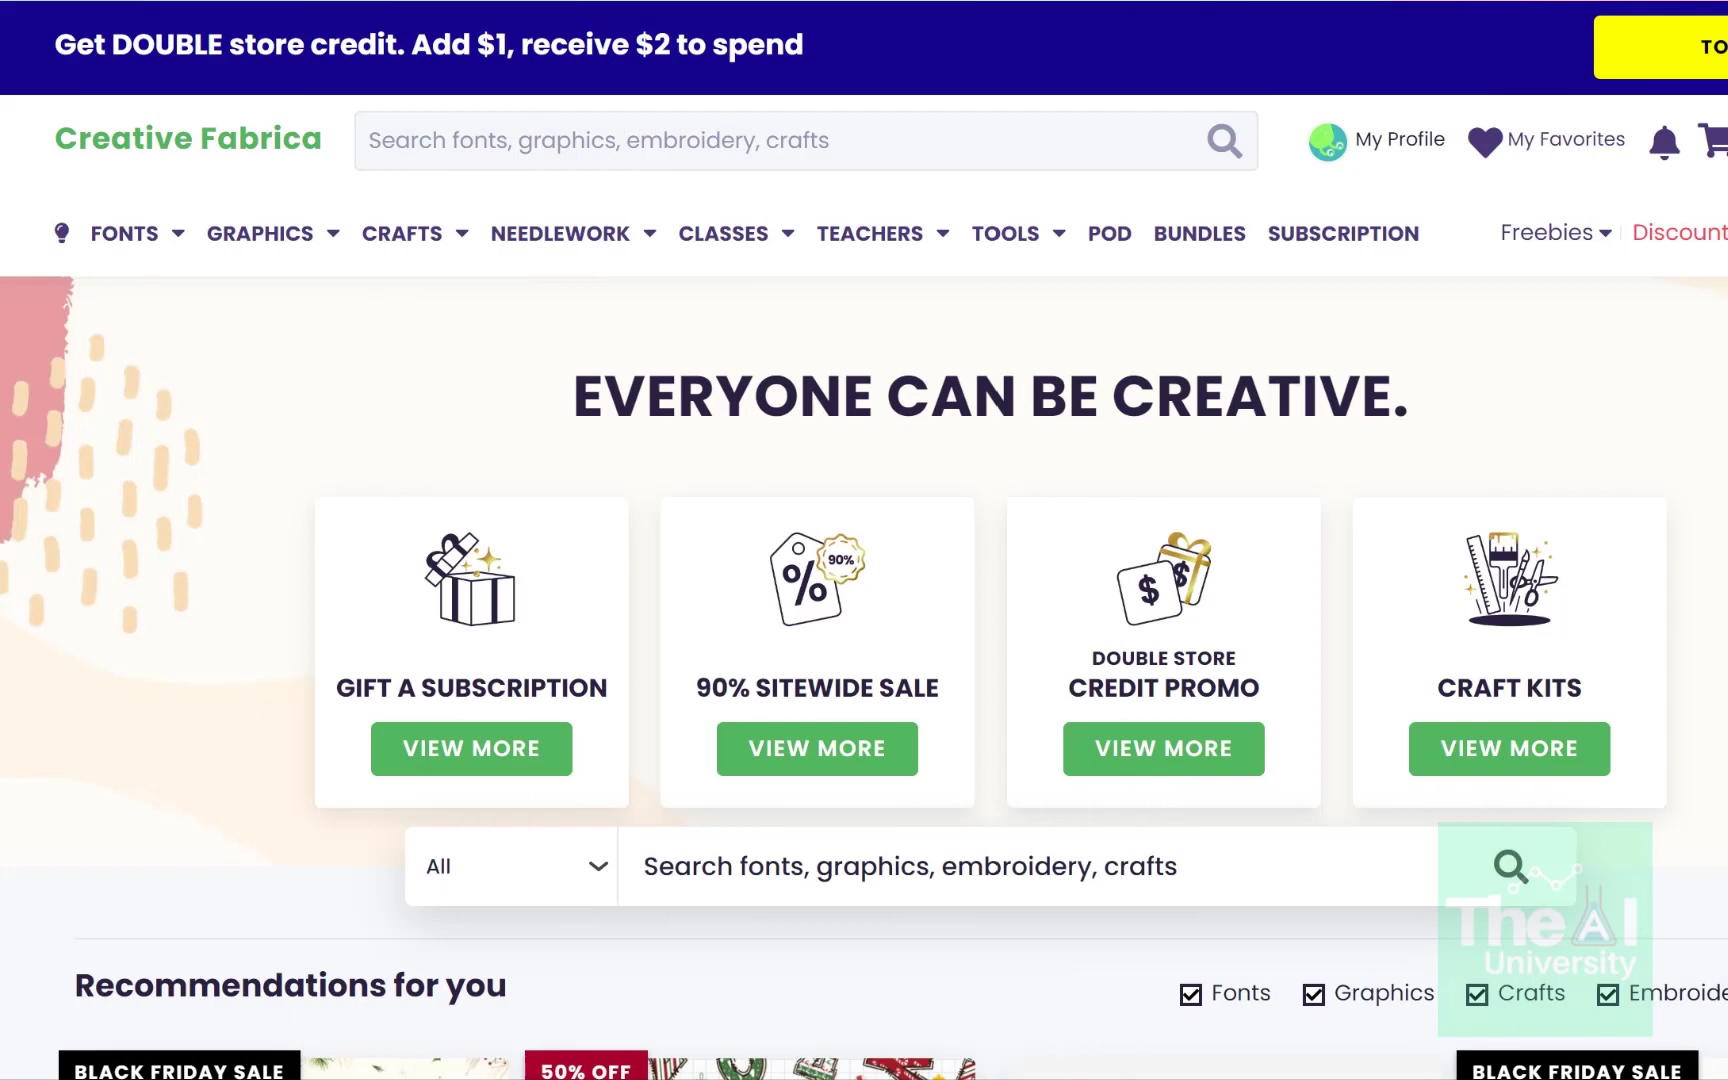 Get DOUBLE store credit. Add $1, receive $2 to spend
TO
Creative Fabrica
Search fonts, graphics, embroidery, crafts
My Profile
My Favorites
FONTS
GRAPHICS
CRAFTS
NEEDLEWORK
CLASSES
TEACHERS
TOOLS
POD
BUNDLES
SUBSCRIPTION
Freebies
Discount
EVERYONE CAN BE CREATIVE.
GIFT A SUBSCRIPTION
VIEW MORE
90%
%
90% SITEWIDE SALE
VIEW MORE
$
$
DOUBLE STORE
CREDIT PROMO
VIEW MORE
CRAFT KITS
VIEW MORE
All
Search fonts, graphics, embroidery, crafts
The AI
University
Recommendations for you
Fonts
Graphics
Crafts
Embroide
BLACK FRIDAY SALE
50% OFF
BLACK FRIDAY SALE